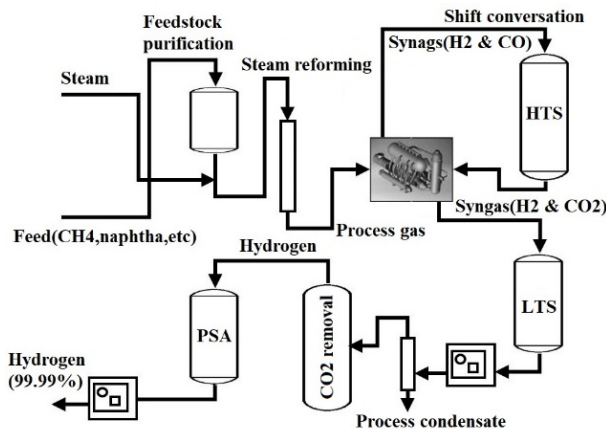 Feedstock
purification
Shift conversation
Synags(H2 & CO)
Steam
Steam reforming
HTS
Syngas(H2 & CO2)
Process gas
Feed(CH4,naphtha,etc)
Hydrogen
PSA
CO2 removal
LTS
Hydrogen
(99.99%)
Process condensate